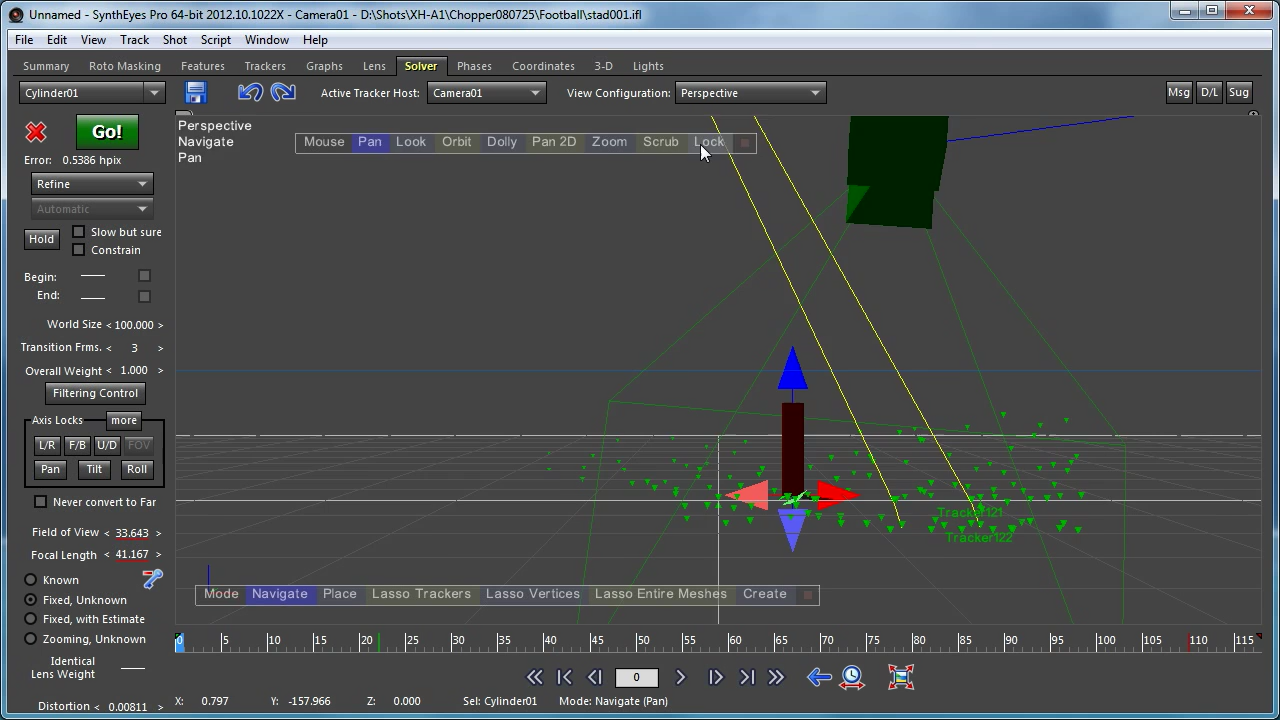 Unnamed - SynthEyes Pro 64-bit 2012.10.1022X - Camera01 - D:\Shots\XH-A1\Chopper080725\Football\stad001.ifl
File Edit View Track Shot Script Window Help
Summary Roto Masking Features Trackers Graphs Lens Solver Phases Coordinates 3-D Lights
Cylinder01 Active Tracker Host: Camera01 View Configuration: Perspective Msg D/L Sug
Go!
Error: 0.5386 hpix
Refine
Automatic
Hold Slow but sure
Constrain
Begin:
End:
World Size < 100.000 >
Transition Frms. < 3 >
Overall Weight < 1.000 >
Filtering Control
Axis Locks more
L/R F/B U/D FOV
Pan Tilt Roll
Never convert to Far
Field of View < 33.643 >
Focal Length < 41.167 >
Known
Fixed, Unknown
Fixed, with Estimate
Zooming, Unknown
Identical
Lens Weight
Distortion < 0.00811 >
Perspective
Navigate
Pan
Mouse Pan Look Orbit Dolly Pan 2D Zoom Scrub Lock
Tracker121
Tracker122
Mode Navigate Place Lasso Trackers Lasso Vertices Lasso Entire Meshes Create
0 5 10 15 20 25 30 35 40 45 50 55 60 65 70 75 80 85 90 95 100 105 110 115
0
X: 0.797 Y: -157.966 Z: 0.000 Sel: Cylinder01 Mode: Navigate (Pan)